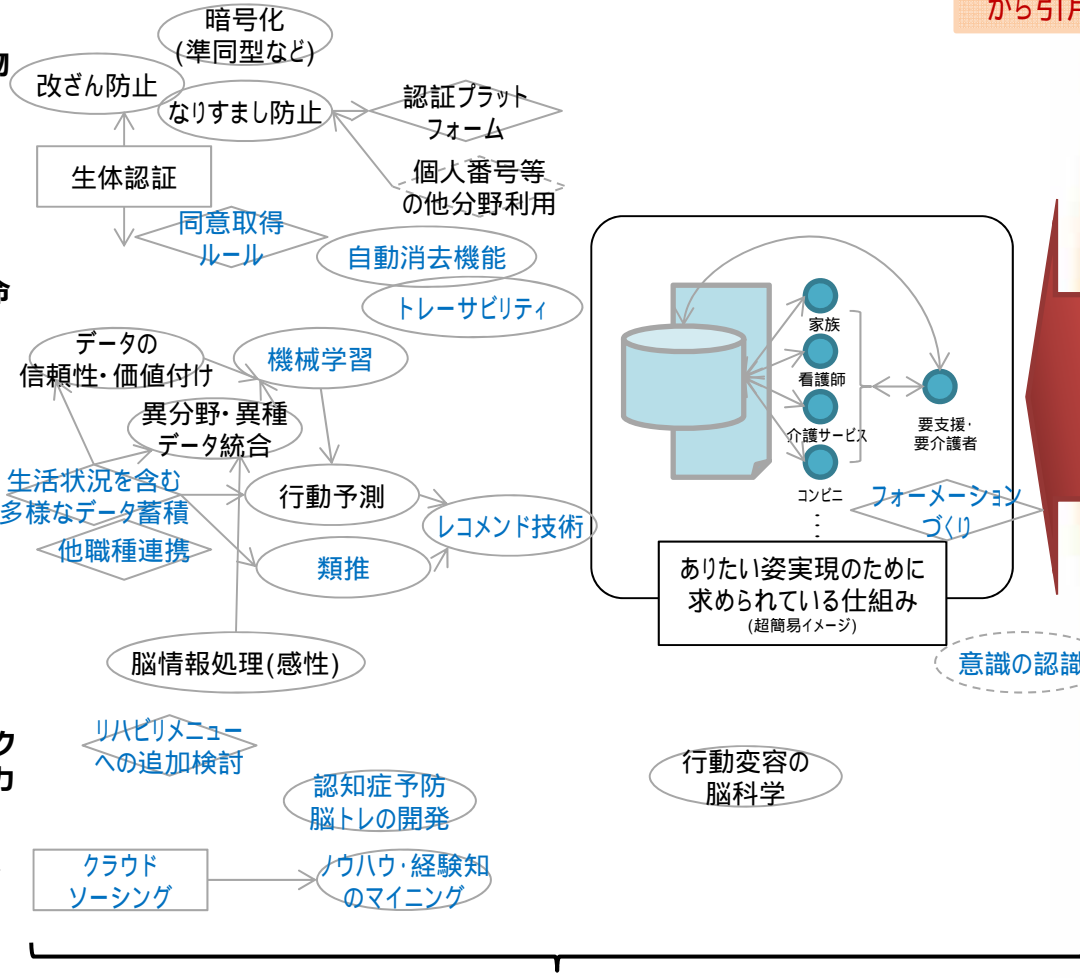 から引用
暗号化
(準同型など)
物
改ざん防止
なりすまし防止
認証プラット
フォーム
生体認証
個人番号等
の他分野利用
同意取得
ルール
自動消去機能
トレーサビリティ
データの
信頼性・価値付け
機械学習
異分野・異種
データ統合
生活状況を含む
多様なデータ蓄積
他職種連携
行動予測
レコメンド技術
類推
家族
看護師
介護サービス
コンビニ
要支援・
要介護者
フォーメーション
づくり
ありたい姿実現のために
求められている仕組み
(超簡易イメージ)
脳情報処理(感性)
意識の認識
リハビリメニュー
への追加検討
ク
力
認知症予防
脳トレの開発
行動変容の
脳科学
クラウド
ソーシング
ノウハウ・経験知
のマイニング